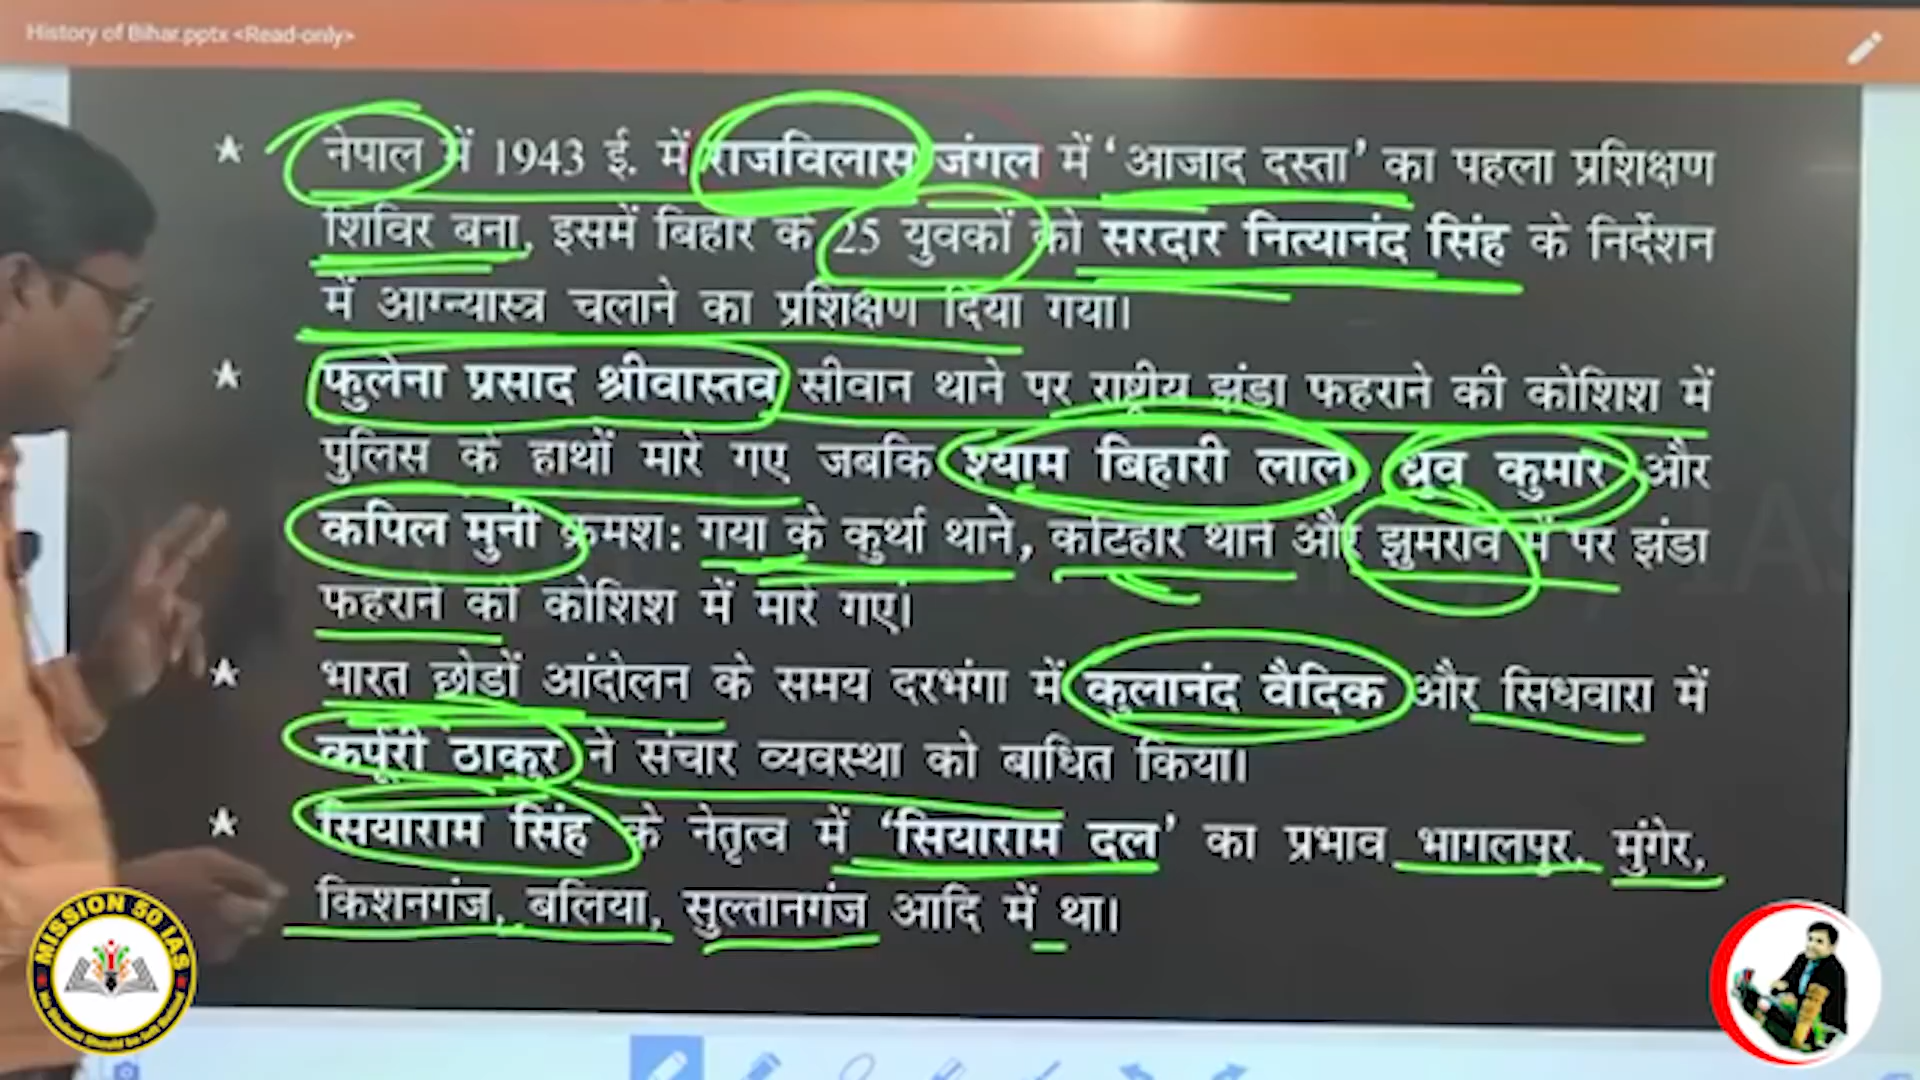 History of Bihar.pptx <Read-only>
★ नेपाल में 1943 ई. में राजविलास जंगल में ‘आजाद दस्ता’ का पहला प्रशिक्षण
शिविर बना, इसमें बिहार के 25 युवकों को सरदार नित्यानंद सिंह के निर्देशन
में आग्न्यास्त्र चलाने का प्रशिक्षण दिया गया।
★ फुलेना प्रसाद श्रीवास्तव सीवान थाने पर राष्ट्रीय झंडा फहराने की कोशिश में
पुलिस के हाथों मारे गए जबकि श्याम बिहारी लाल, ध्रुव कुमार और
कपिल मुनी क्रमश: गया के कुर्था थाने, कटिहार थाने और झुमरांव में पर झंडा
फहराने की कोशिश में मारे गए।
★ भारत छोडों आंदोलन के समय दरभंगा में कुलानंद वैदिक और सिधवारा में
कर्पूरी ठाकुर ने संचार व्यवस्था को बाधित किया।
★ सियाराम सिंह के नेतृत्व में ‘सियाराम दल’ का प्रभाव भागलपुर, मुंगेर,
किशनगंज, बलिया, सुल्तानगंज आदि में था।
MISSION 50 IAS